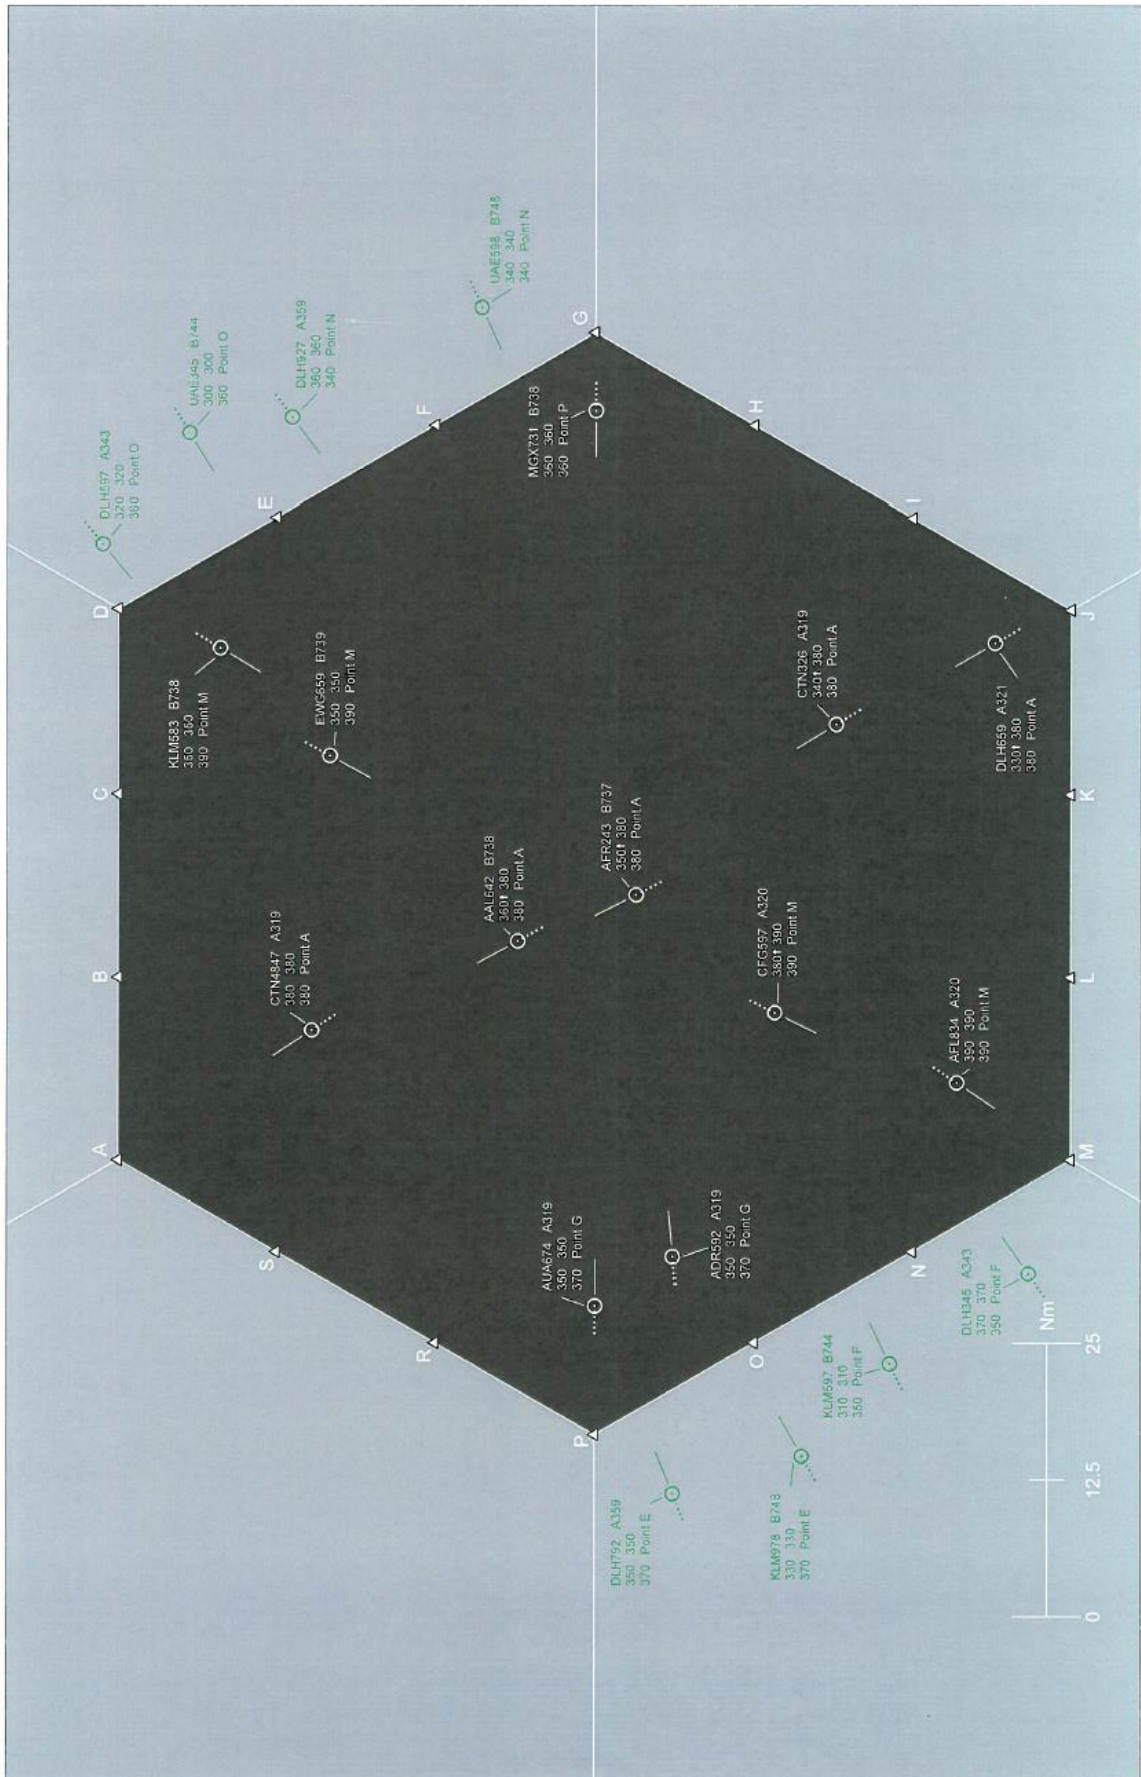 A
B
C
D
DLH597 A343
320 320
360 Point O
UAE345 B744
300 300
360 Point O
KLM583 B738
350 350
390 Point M
S
E
DLH927 A359
360 360
340 Point N
CTN4847 A319
380 380
380 Point A
EWG659 B739
350 350
390 Point M
R
F
UAE598 B748
340 340
340 Point N
AAL642 B738
360↑ 380
380 Point A
MGX731 B738
360 360
360 Point P
AUA674 A319
350 350
370 Point G
P
G
AFR243 B737
350↑ 380
380 Point A
DLH792 A359
350 350
370 Point E
ADR592 A319
350 350
370 Point G
O
H
CFG597 A320
380↑ 390
390 Point M
CTN326 A319
340↑ 380
380 Point A
KLM978 B748
330 330
370 Point E
KLM597 B744
310 310
350 Point F
N
I
AFL834 A320
390 390
390 Point M
DLH659 A321
330↑ 380
380 Point A
DLH345 A343
370 370
350 Point F
M
L
K
J
0
12.5
25
Nm